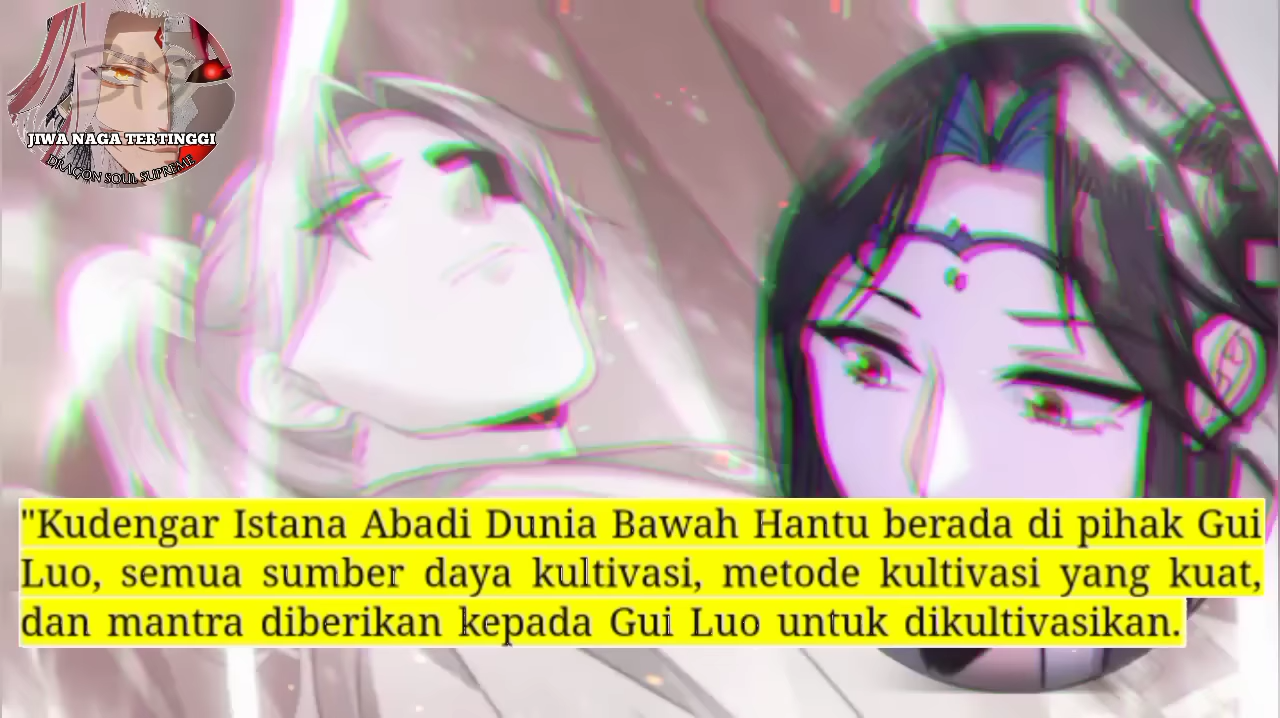 JIWA NAGA TERTINGGI
DRAGON SOUL SUPREME
"Kudengar Istana Abadi Dunia Bawah Hantu berada di pihak Gui
Luo, semua sumber daya kultivasi, metode kultivasi yang kuat,
dan mantra diberikan kepada Gui Luo untuk dikultivasikan.